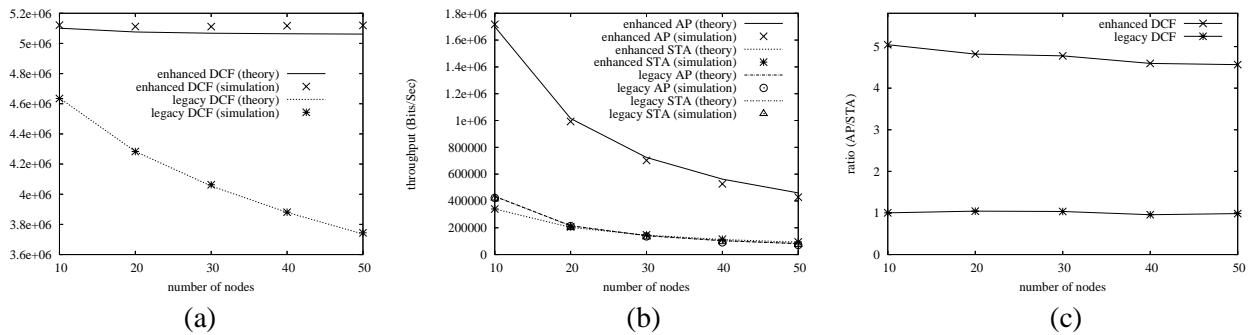 5.2e+06
5e+06
4.8e+06
4.6e+06
4.4e+06
4.2e+06
4e+06
3.8e+06
3.6e+06
enhanced DCF (theory)
enhanced DCF (simulation)
legacy DCF (theory)
legacy DCF (simulation)
10 20 30 40 50
number of nodes
(a)
throughput (Bits/Sec)
1.8e+06
1.6e+06
1.4e+06
1.2e+06
1e+06
800000
600000
400000
200000
0
enhanced AP (theory)
enhanced AP (simulation)
enhanced STA (theory)
enhanced STA (simulation)
legacy AP (theory)
legacy AP (simulation)
legacy STA (theory)
legacy STA (simulation)
10 20 30 40 50
number of nodes
(b)
ratio (AP/STA)
5
4
3
2
1
0
enhanced DCF
legacy DCF
10 20 30 40 50
number of nodes
(c)